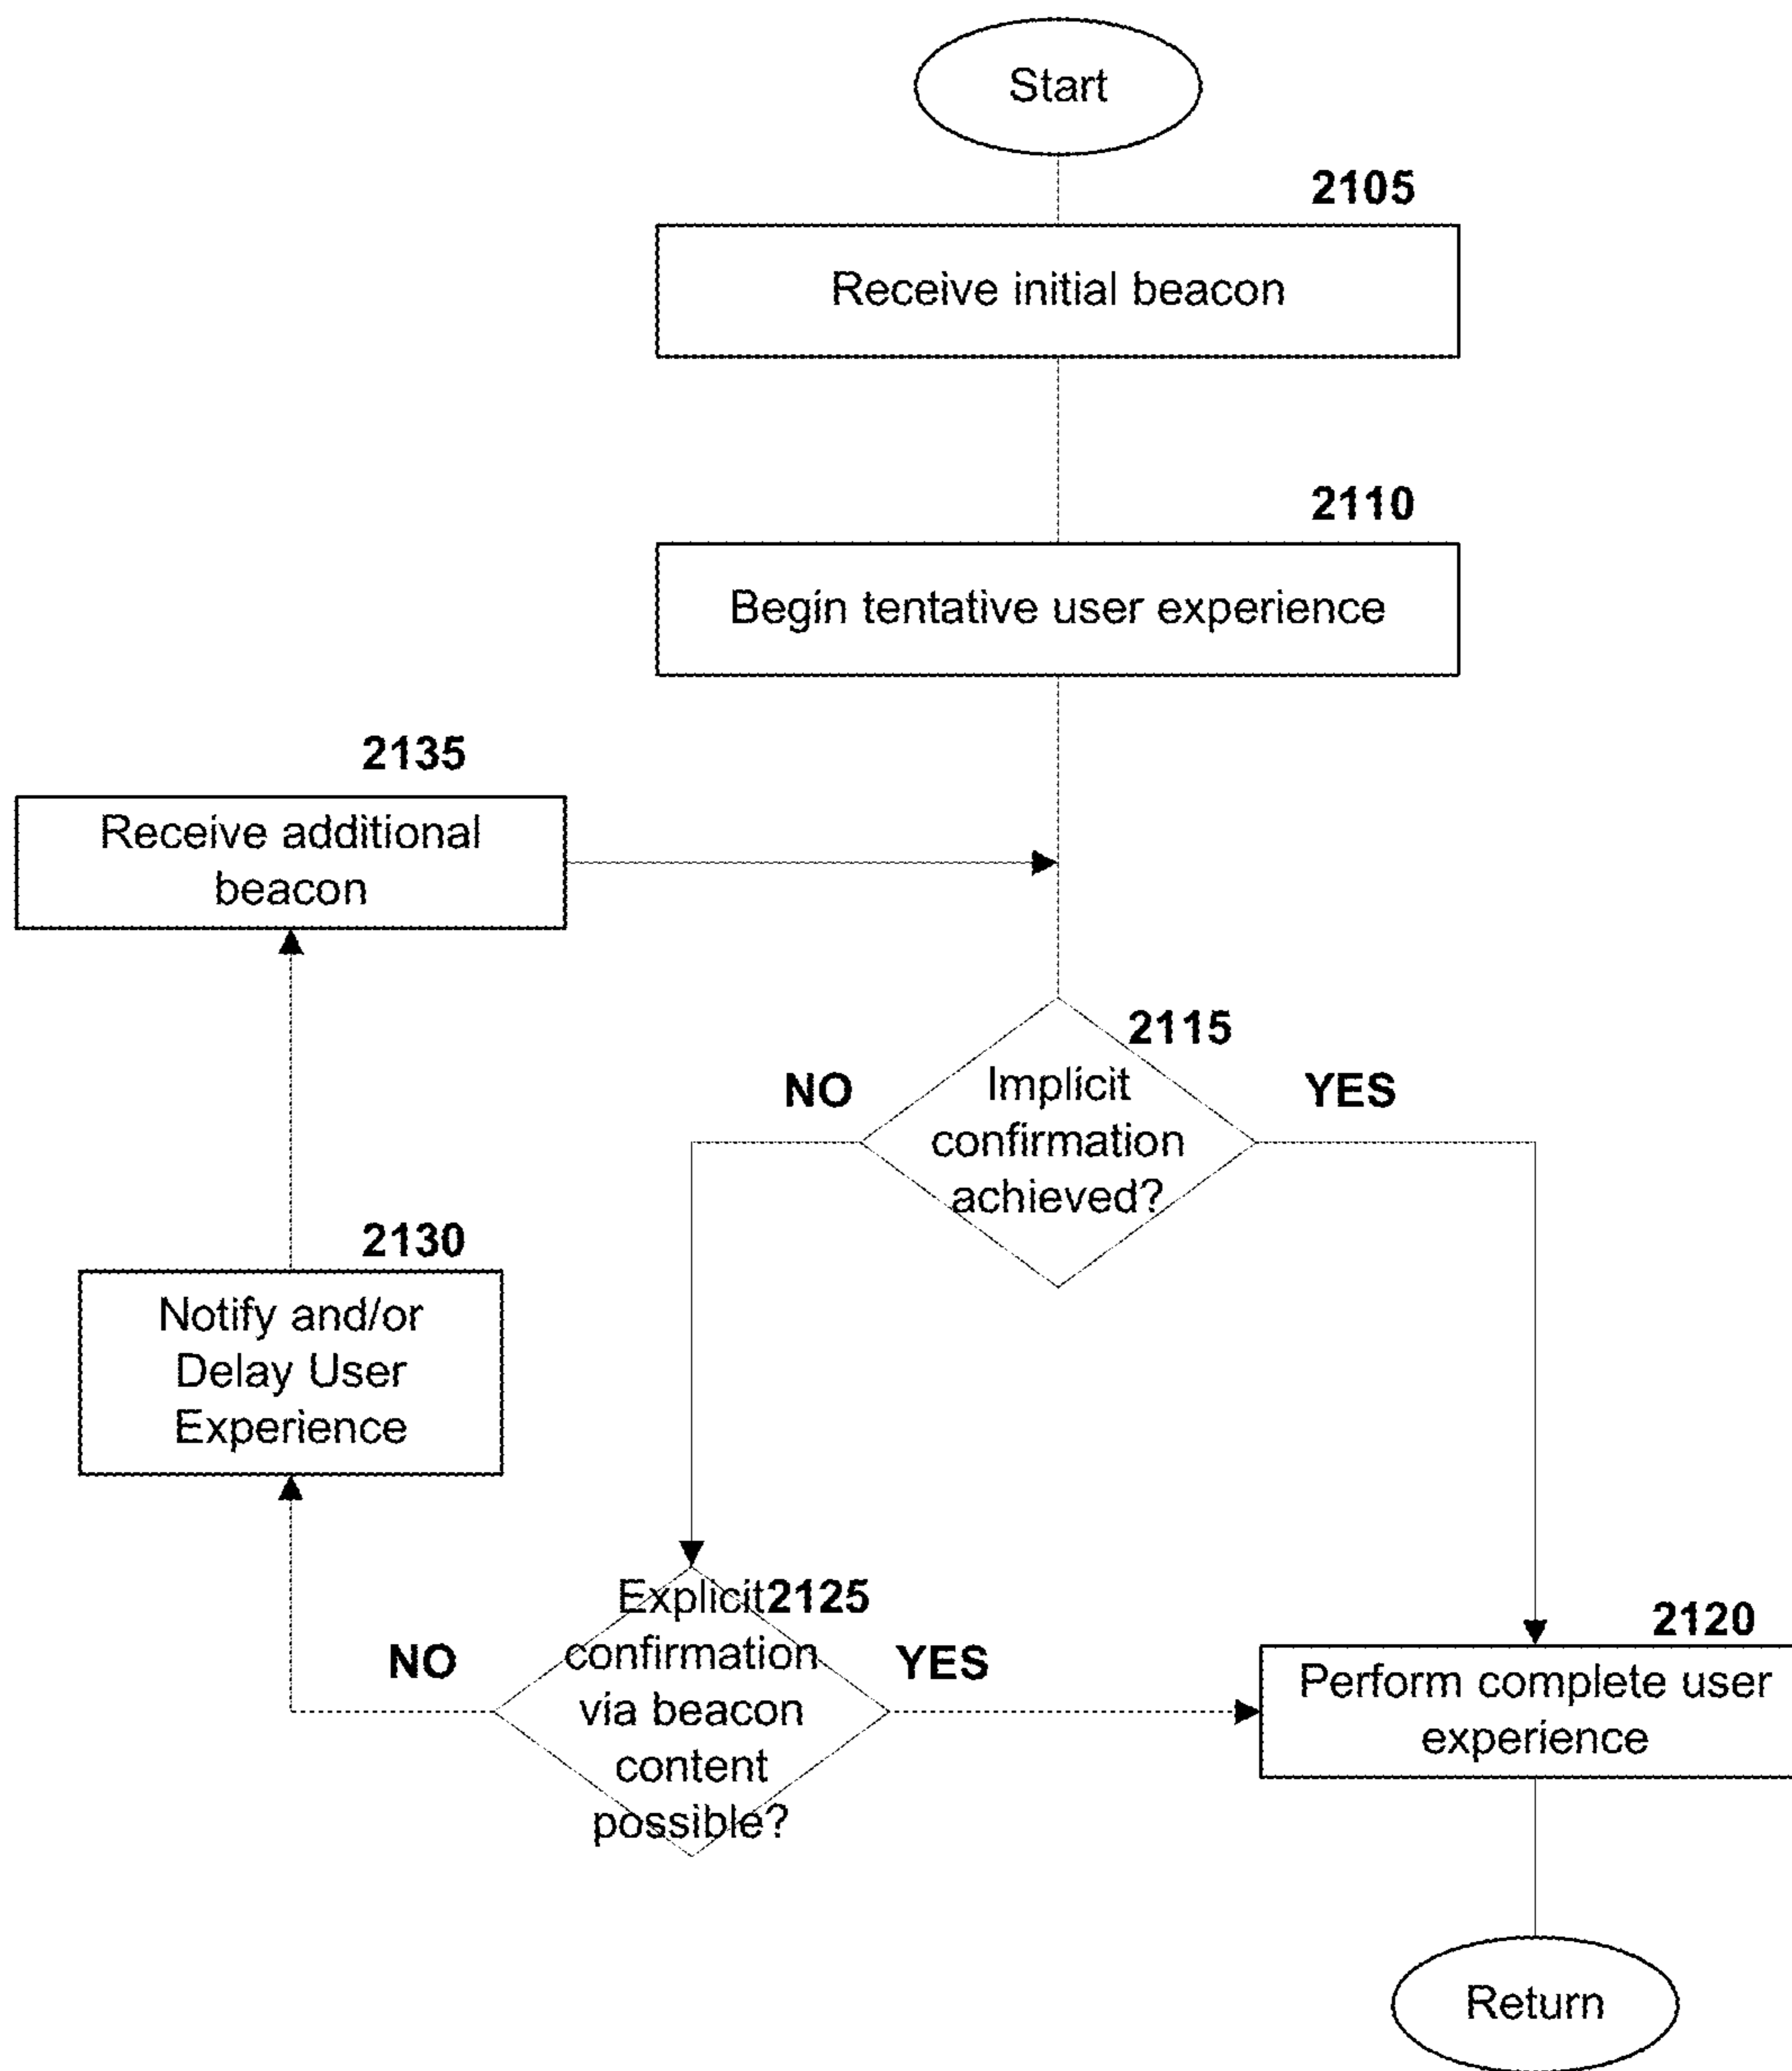 Start
2105
Receive initial beacon
2110
Begin tentative user experience
2135
Receive additional
beacon
2115
NO
Implicit
confirmation
achieved?
YES
2130
Notify and/or
Delay User
Experience
Explicit
2125
confirmation
via beacon
content
possible?
NO
YES
2120
Perform complete user
experience
Return